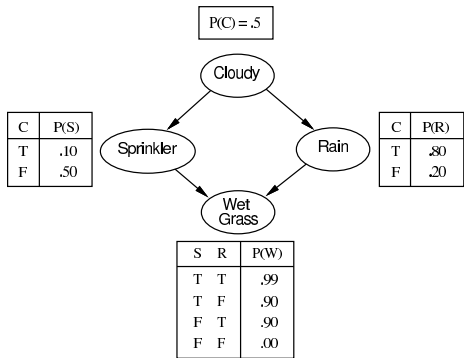 P(C) = .5
Cloudy
C P(S)
T .10
F .50
Sprinkler
Rain
C P(R)
T .80
F .20
Wet
Grass
S R P(W)
T T .99
T F .90
F T .90
F F .00